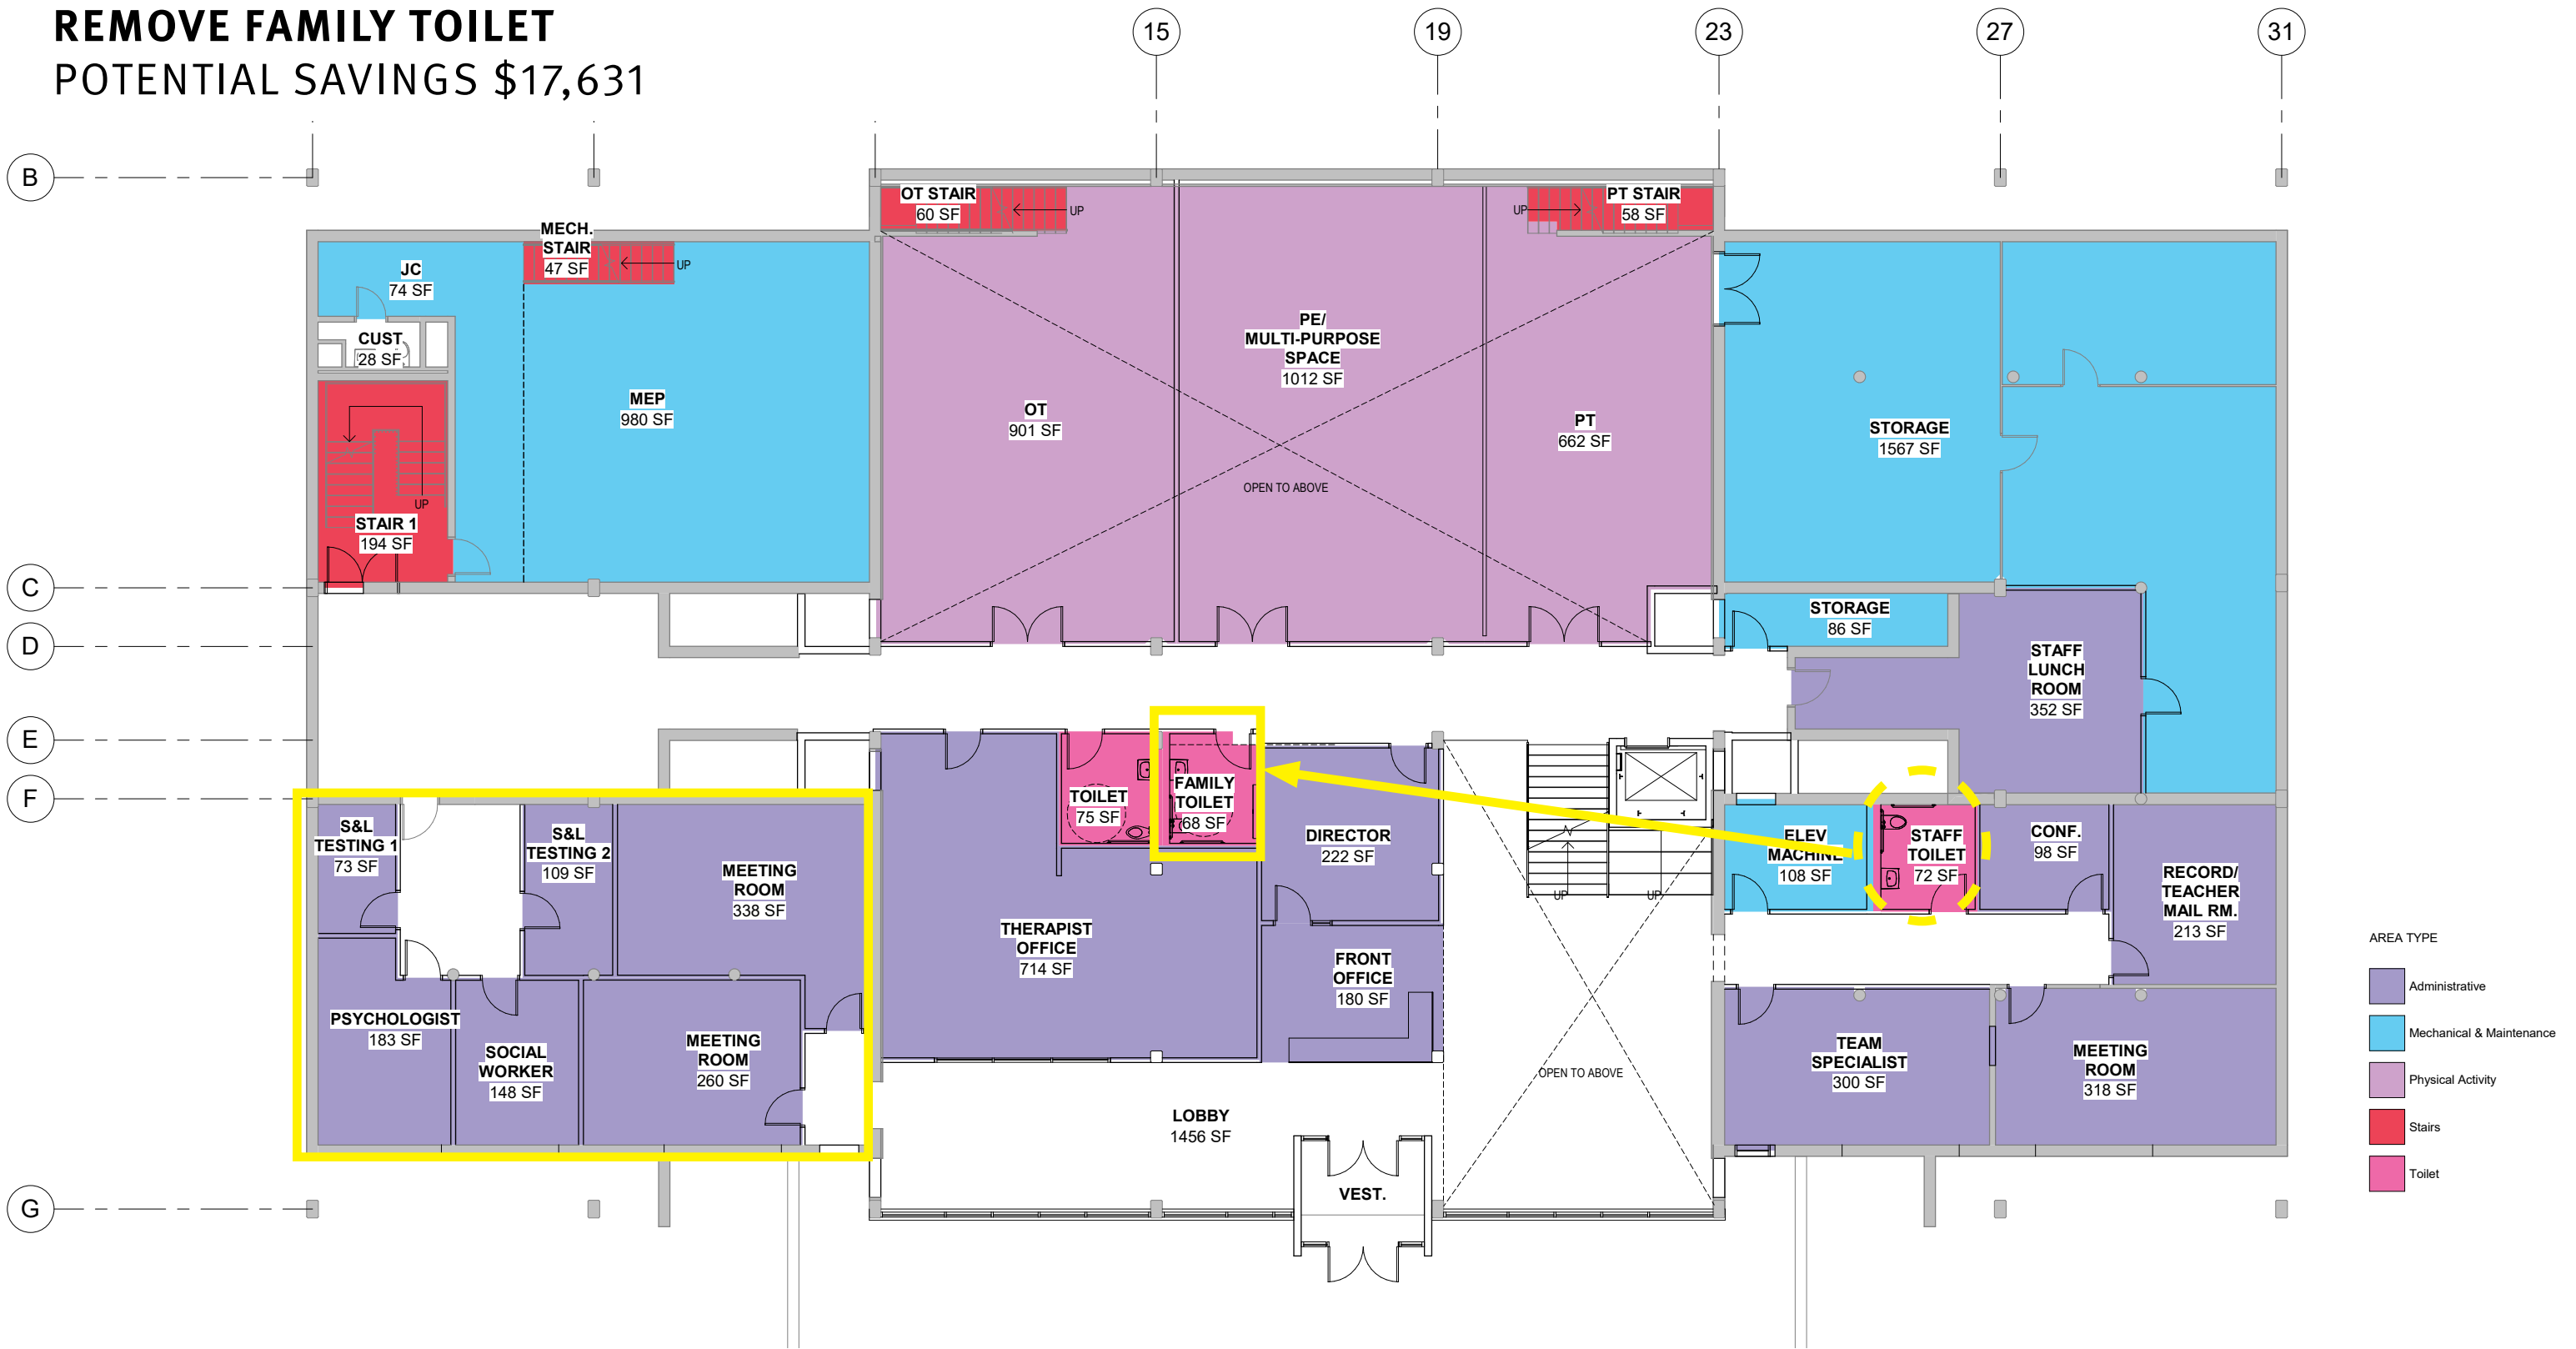 REMOVE FAMILY TOILET
POTENTIAL SAVINGS $17,631
15
19
23
27
31
B
C
D
E
F
G
OT STAIR
60 SF
UP
UP
PT STAIR
58 SF
MECH.
STAIR
47 SF
UP
JC
74 SF
CUST
28 SF
MEP
980 SF
STAIR 1
194 SF
UP
OT
901 SF
PE/
MULTI-PURPOSE
SPACE
1012 SF
OPEN TO ABOVE
PT
662 SF
STORAGE
1567 SF
STORAGE
86 SF
STAFF
LUNCH
ROOM
352 SF
S&L
TESTING 1
73 SF
S&L
TESTING 2
109 SF
MEETING
ROOM
338 SF
PSYCHOLOGIST
183 SF
SOCIAL
WORKER
148 SF
MEETING
ROOM
260 SF
TOILET
75 SF
FAMILY
TOILET
68 SF
DIRECTOR
222 SF
THERAPIST
OFFICE
714 SF
FRONT
OFFICE
180 SF
UP
UP
OPEN TO ABOVE
LOBBY
1456 SF
VEST.
ELEV
MACHINE
108 SF
STAFF
TOILET
72 SF
CONF.
98 SF
RECORD/
TEACHER
MAIL RM.
213 SF
TEAM
SPECIALIST
300 SF
MEETING
ROOM
318 SF
AREA TYPE
Administrative
Mechanical & Maintenance
Physical Activity
Stairs
Toilet